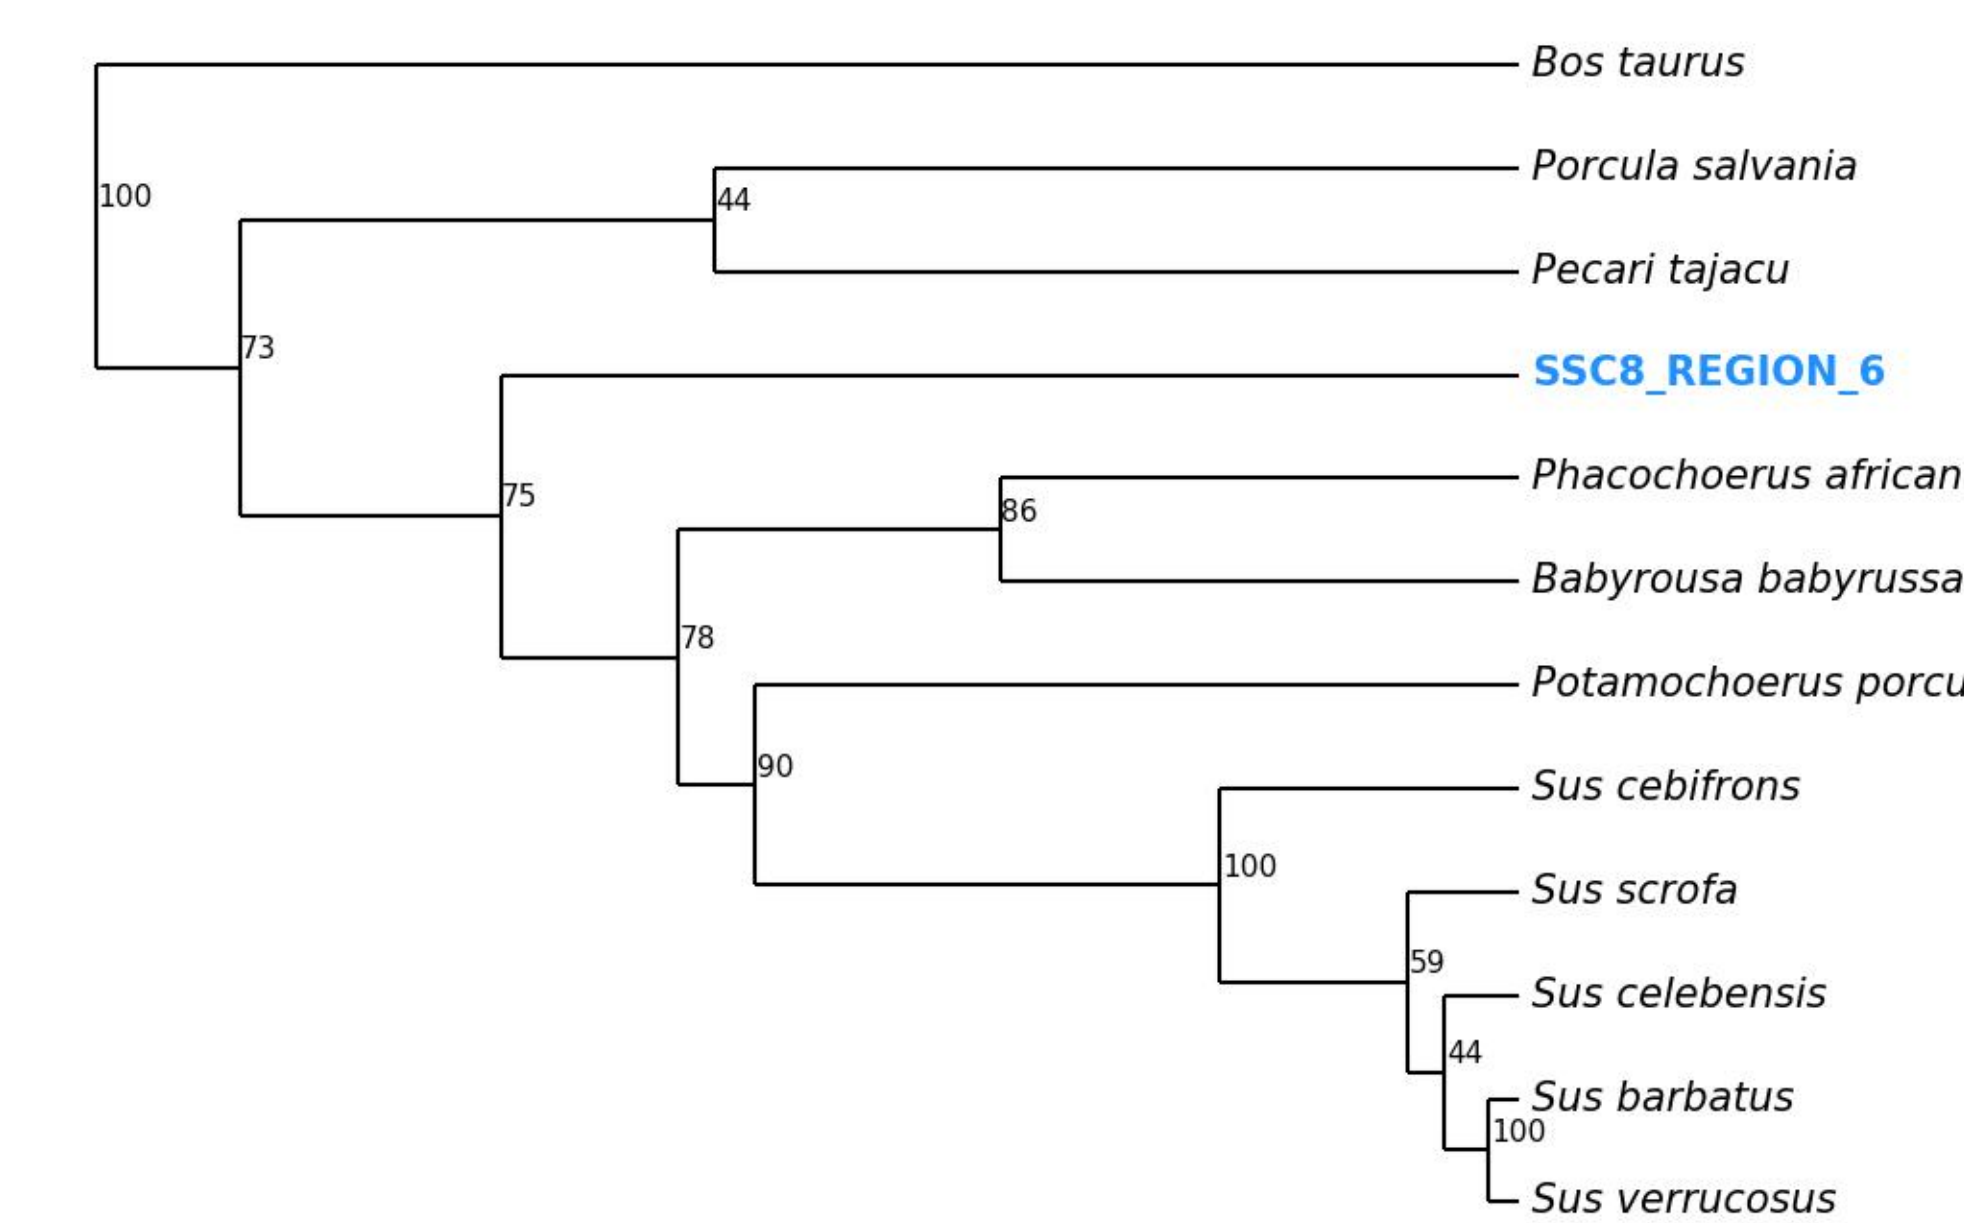 Bos taurus
100
Porcula salvania
44
Pecari tajacu
73
SSC8_REGION_6
75
Phacochoerus african
86
Babyrousa babyrussa
78
Potamochoerus porcu
90
Sus cebifrons
100
Sus scrofa
59
Sus celebensis
44
Sus barbatus
100
Sus verrucosus